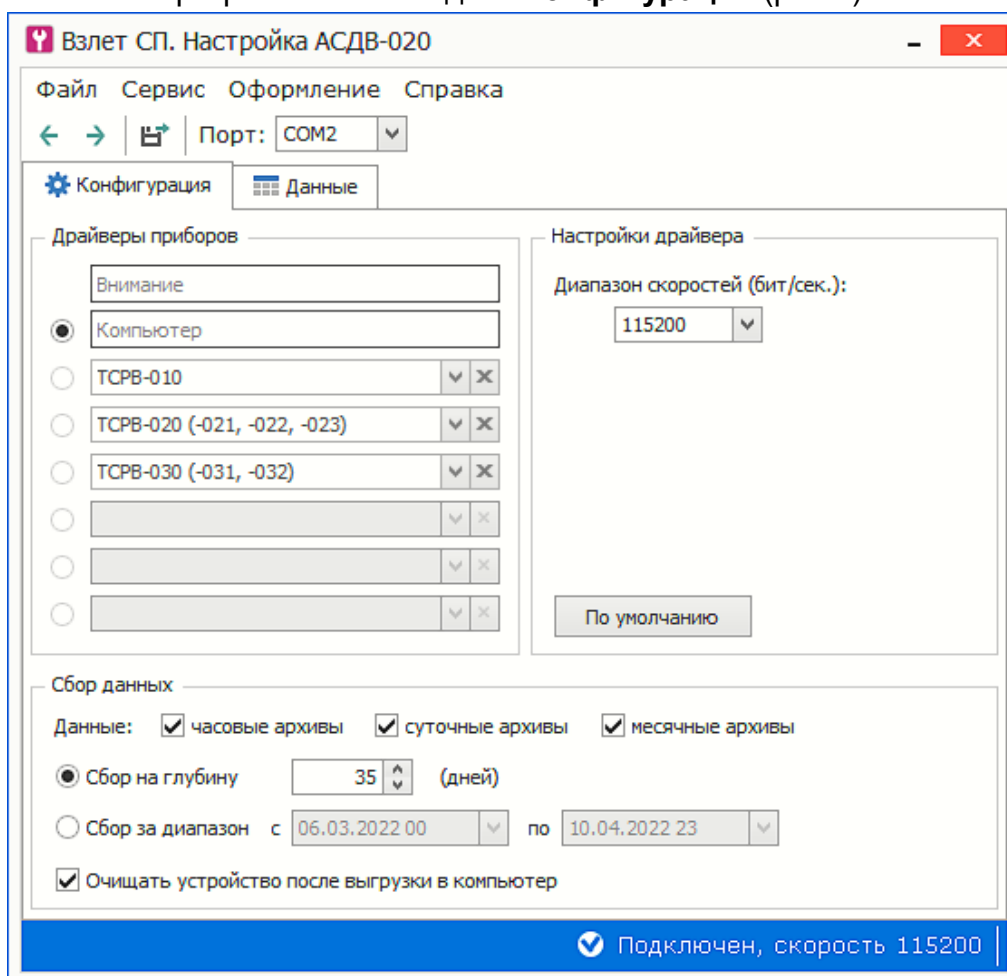 Взлет СП. Настройка АСДВ-020
Файл Сервис Оформление Справка
Порт: COM2
Конфигурация Данные
Драйверы приборов
Внимание
Компьютер
ТСРВ-010
ТСРВ-020 (-021, -022, -023)
ТСРВ-030 (-031, -032)
Настройки драйвера
Диапазон скоростей (бит/сек.):
115200
По умолчанию
Сбор данных
Данные: часовые архивы суточные архивы месячные архивы
Сбор на глубину 35 (дней)
Сбор за диапазон с 06.03.2022 00 по 10.04.2022 23
Очищать устройство после выгрузки в компьютер
Подключен, скорость 115200